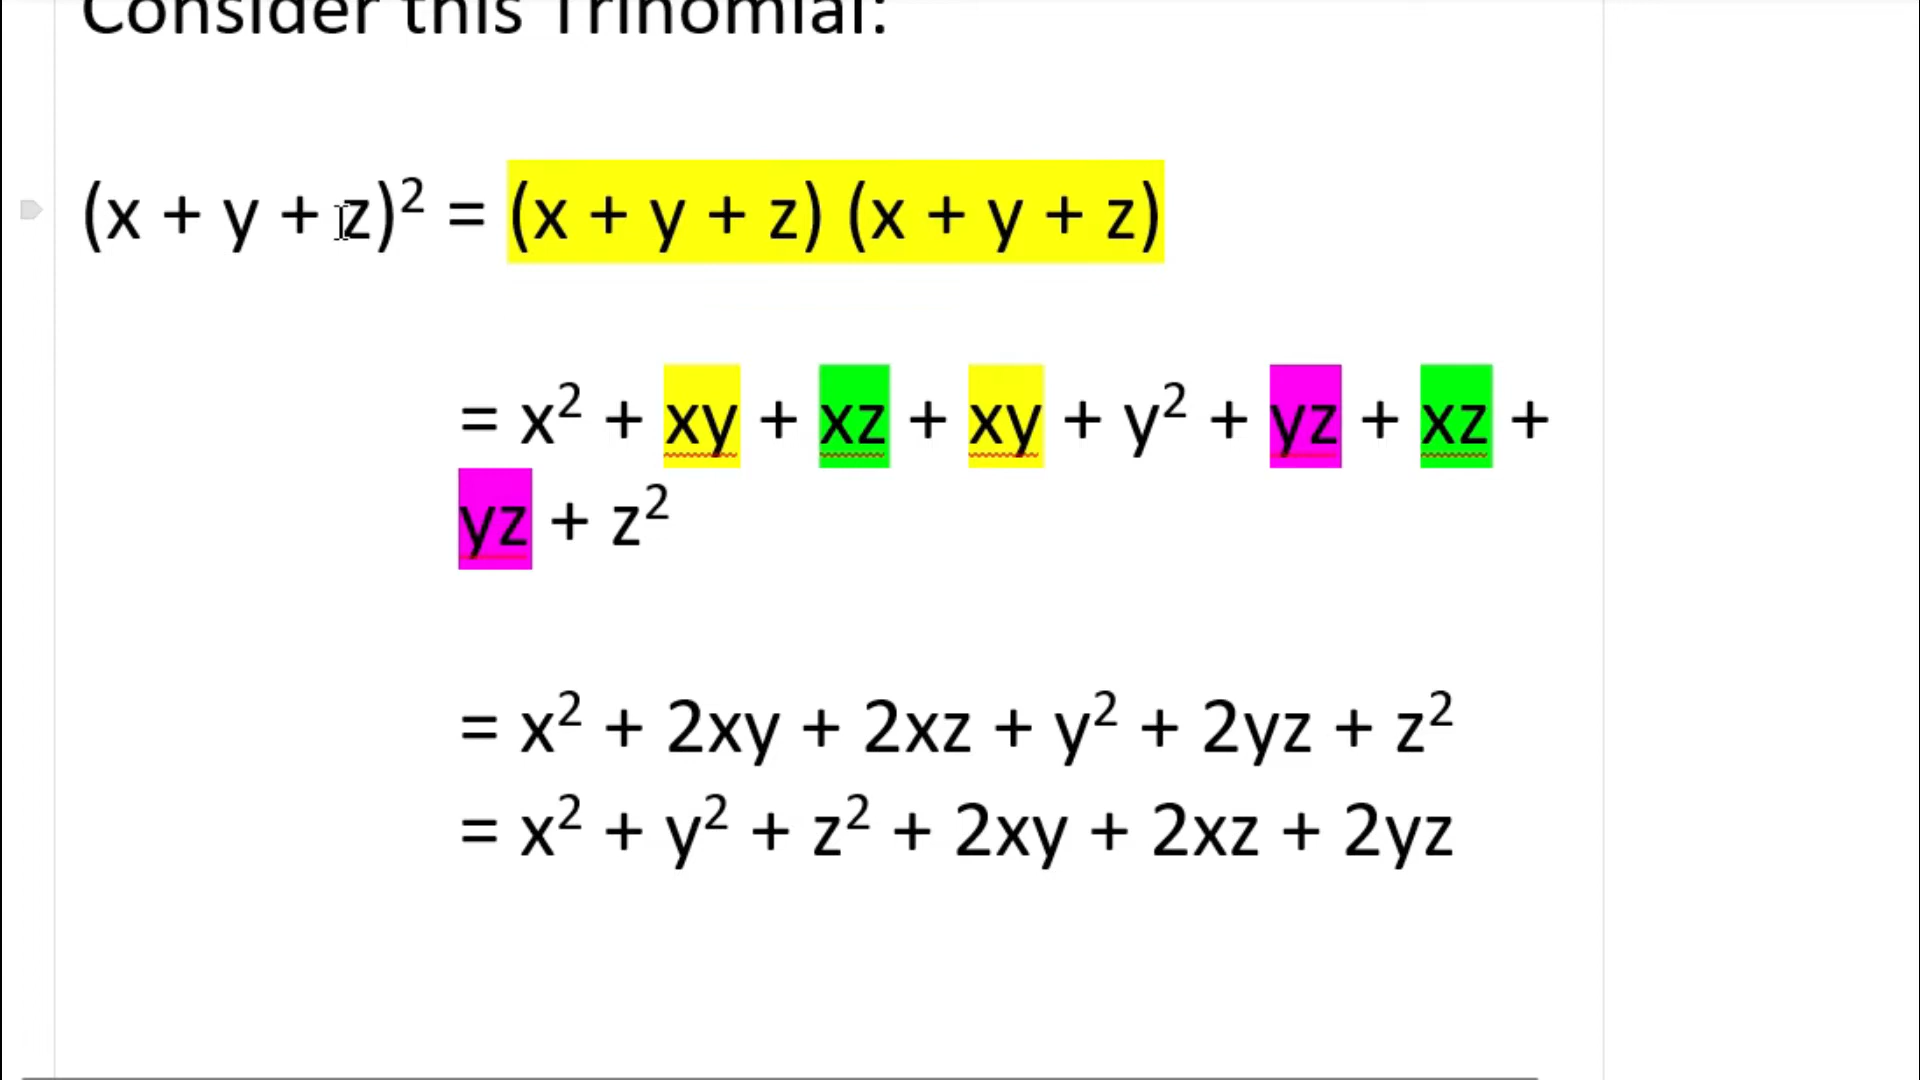 Consider this Trinomial:
(x + y + z)² = (x + y + z) (x + y + z)
= x² + xy + xz + xy + y² + yz + xz +
yz + z²
= x² + 2xy + 2xz + y² + 2yz + z²
= x² + y² + z² + 2xy + 2xz + 2yz